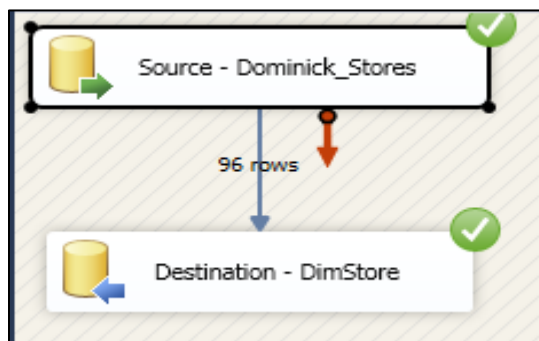 Source - Dominick_Stores
96 rows
Destination - DimStore